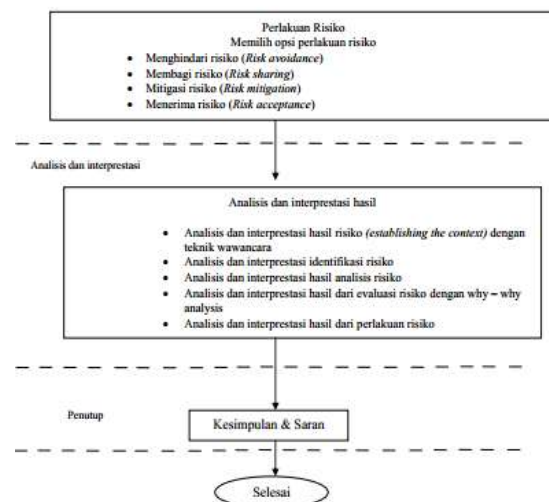 Perlakuan Risiko
Memilih opsi perlakuan risiko
• Menghindari risiko (Risk avoidance)
• Membagi risiko (Risk sharing)
• Mitigasi risiko (Risk mitigation)
• Menerima risiko (Risk acceptance)
Analisis dan interprestasi
Analisis dan interprestasi hasil
• Analisis dan interprestasi hasil risiko (establishing the context) dengan
teknik wawancara
• Analisis dan interprestasi identifikasi risiko
• Analisis dan interprestasi hasil analisis risiko
• Analisis dan interprestasi hasil dari evaluasi risiko dengan why – why
analysis
• Analisis dan interprestasi hasil dari perlakuan risiko
Penutup
Kesimpulan & Saran
Selesai